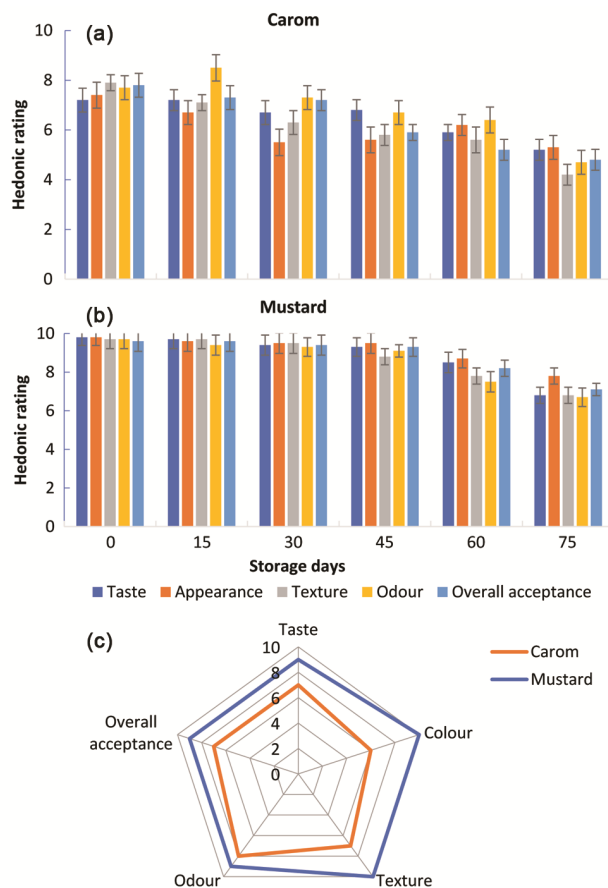 (a)
Carom
Hedonic rating
10
8
6
4
2
0
(b)
Mustard
Hedonic rating
10
8
6
4
2
0
0 15 30 45 60 75
Storage days
Taste Appearance Texture Odour Overall acceptance
(c)
Taste
10
8
6
4
2
0
Carom
Mustard
Overall
acceptance
Colour
Odour
Texture